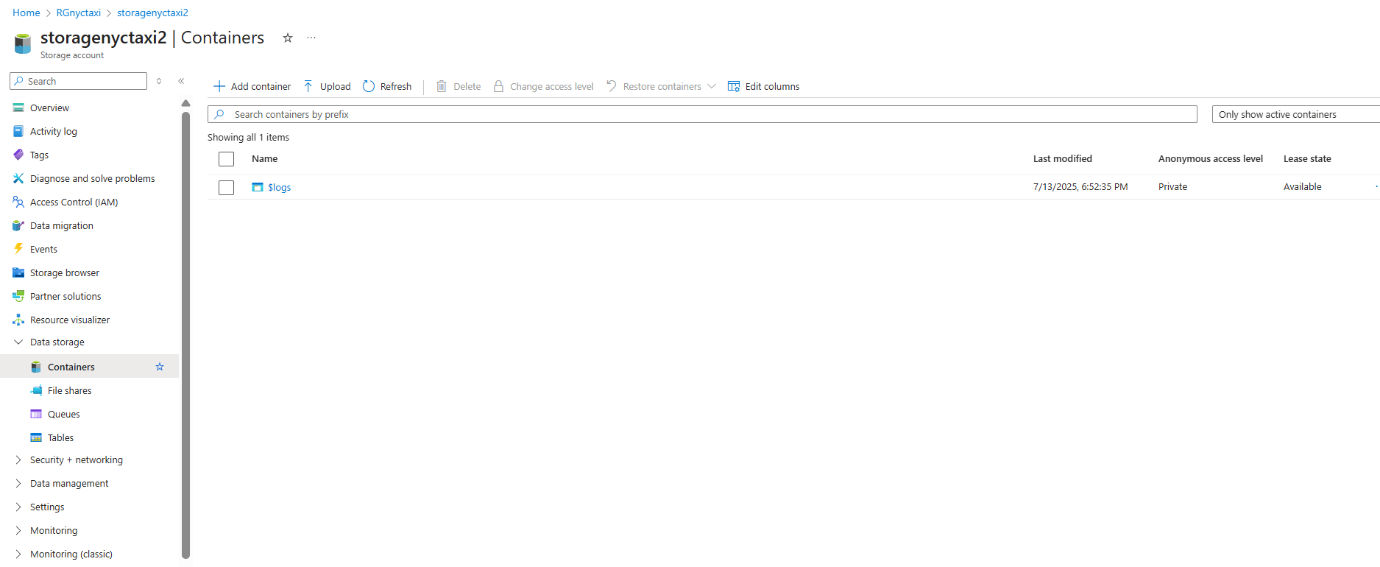 Home > RGnyctaxi > storagenyctaxi2
storagenyctaxi2 | Containers
Storage account
Search
Add container Upload Refresh Delete Change access level Restore containers Edit columns
Overview
Activity log
Tags
Diagnose and solve problems
Access Control (IAM)
Data migration
Events
Storage browser
Partner solutions
Resource visualizer
Data storage
Containers
File shares
Queues
Tables
Security + networking
Data management
Settings
Monitoring
Monitoring (classic)
Search containers by prefix Only show active containers
Showing all 1 items
Name Last modified Anonymous access level Lease state
$logs 7/13/2025, 6:52:35 PM Private Available